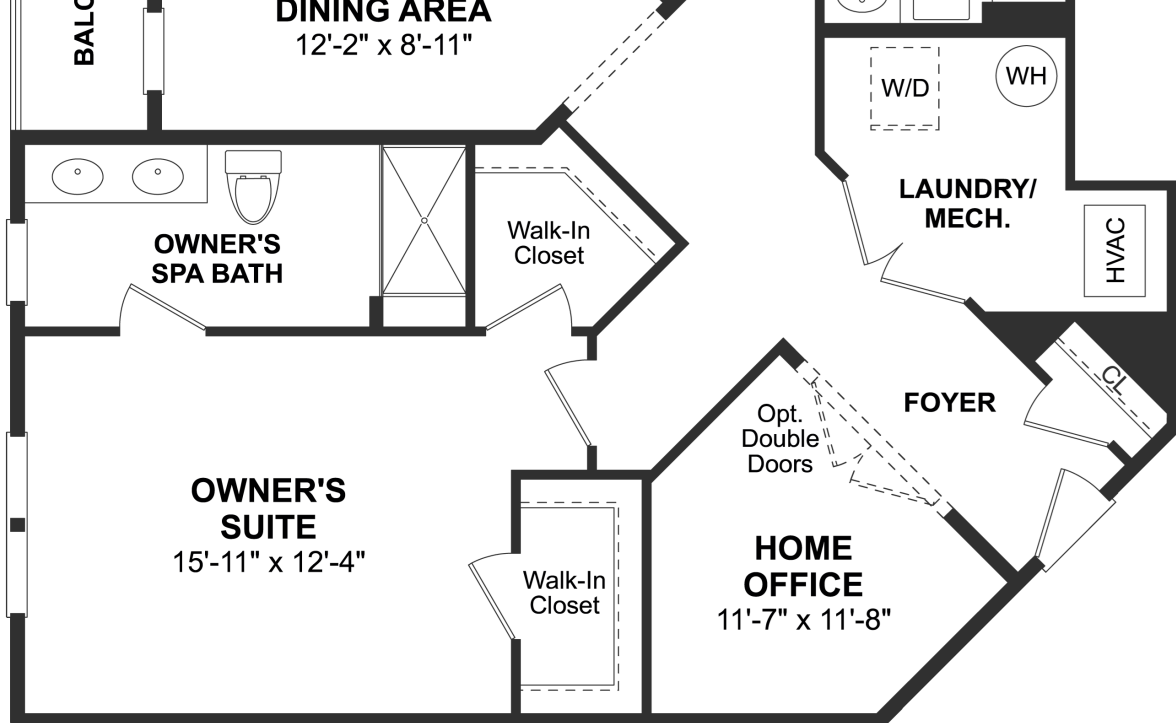 BALC
DINING AREA
12'-2" x 8'-11"
W/D
WH
LAUNDRY/
MECH.
HVAC
OWNER'S
SPA BATH
Walk-In
Closet
CL
FOYER
Opt.
Double
Doors
OWNER'S
SUITE
15'-11" x 12'-4"
Walk-In
Closet
HOME
OFFICE
11'-7" x 11'-8"